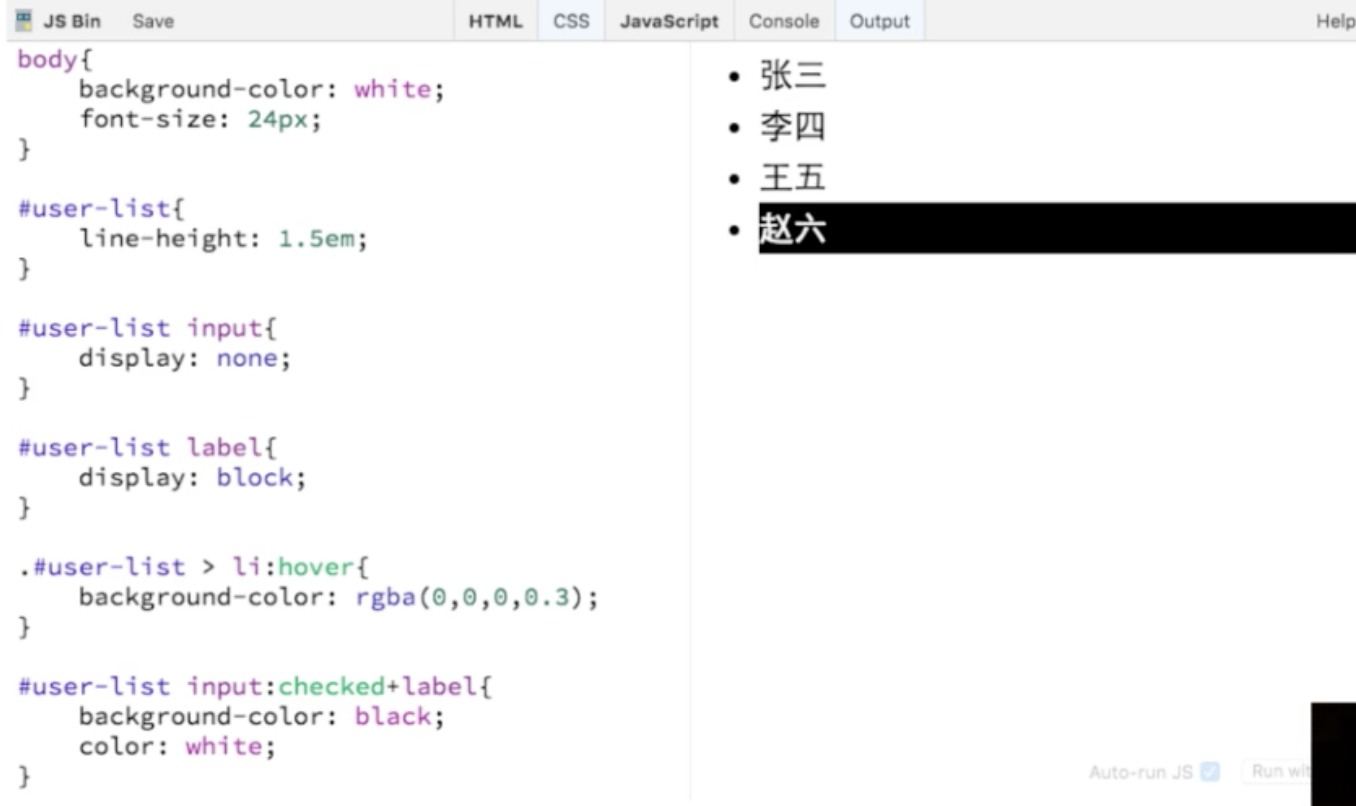 JS Bin Save HTML CSS JavaScript Console Output Help
body{
    background-color: white;
    font-size: 24px;
}
#user-list{
    line-height: 1.5em;
}
#user-list input{
    display: none;
}
#user-list label{
    display: block;
}
.#user-list > li:hover{
    background-color: rgba(0,0,0,0.3);
}
#user-list input:checked+label{
    background-color: black;
    color: white;
}
张三
李四
王五
赵六
Auto-run JS Run wit